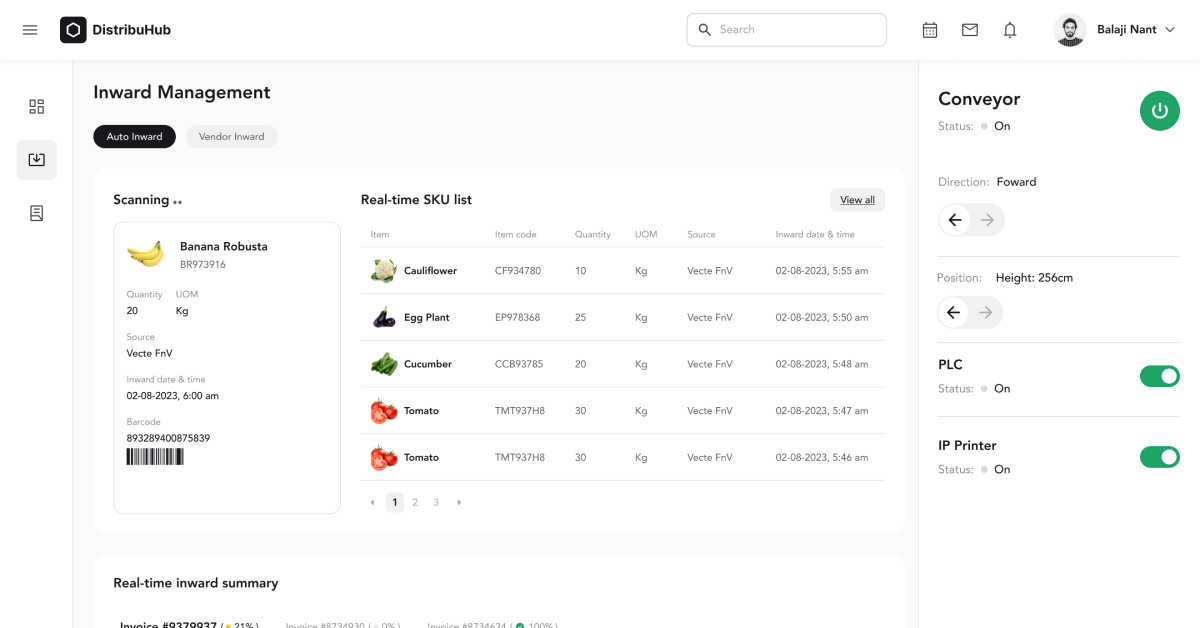 DistribuHub
Search
Balaji Nant
Inward Management
Auto Inward
Vendor Inward
Scanning ..
Banana Robusta
BR973916
Quantity UOM
20 Kg
Source
Vecte FnV
Inward date & time
02-08-2023, 6:00 am
Barcode
893289400875839
Real-time SKU list
View all
Item Item code Quantity UOM Source Inward date & time
Cauliflower CF934780 10 Kg Vecte FnV 02-08-2023, 5:55 am
Egg Plant EP978368 25 Kg Vecte FnV 02-08-2023, 5:50 am
Cucumber CCB93785 20 Kg Vecte FnV 02-08-2023, 5:48 am
Tomato TMT937H8 30 Kg Vecte FnV 02-08-2023, 5:47 am
Tomato TMT937H8 30 Kg Vecte FnV 02-08-2023, 5:46 am
1 2 3
Real-time inward summary
Invoice #9379937 ( 21%) Invoice #8734930 ( 0%) Invoice #8734634 ( 100%)
Conveyor
Status: On
Direction: Foward
Position: Height: 256cm
PLC
Status: On
IP Printer
Status: On